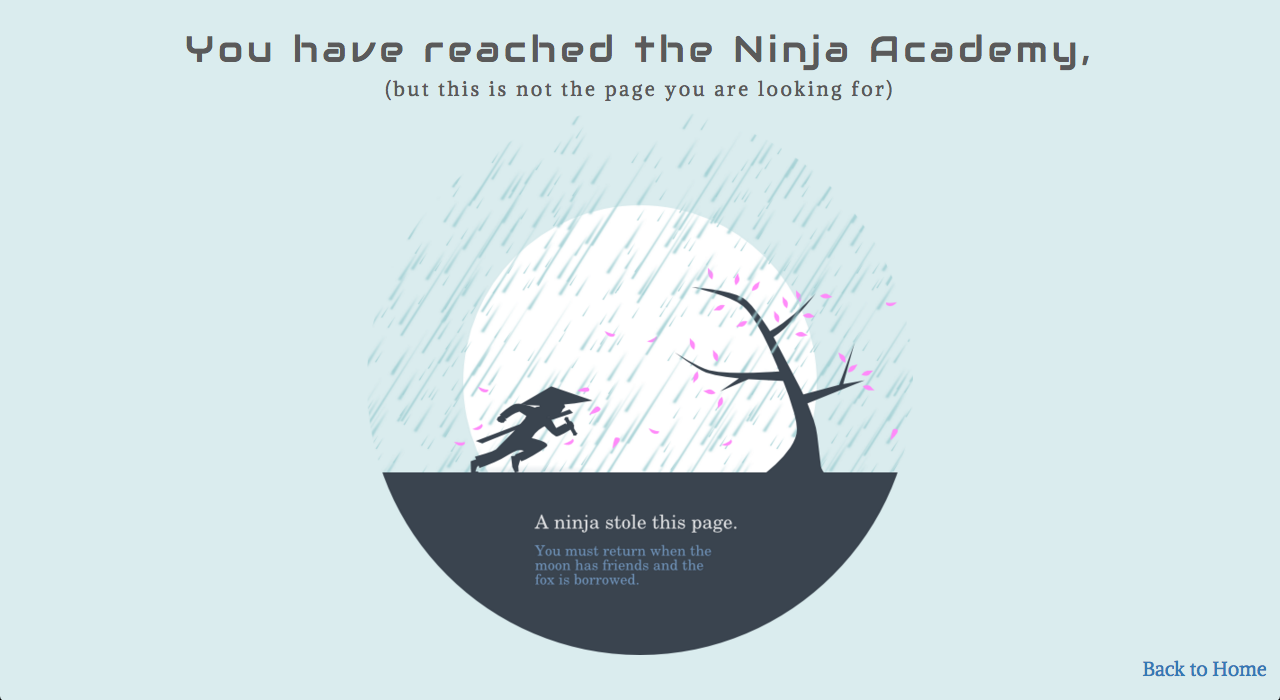 You have reached the Ninja Academy,
(but this is not the page you are looking for)
A ninja stole this page.
You must return when the
moon has friends and the
fox is borrowed.
Back to Home